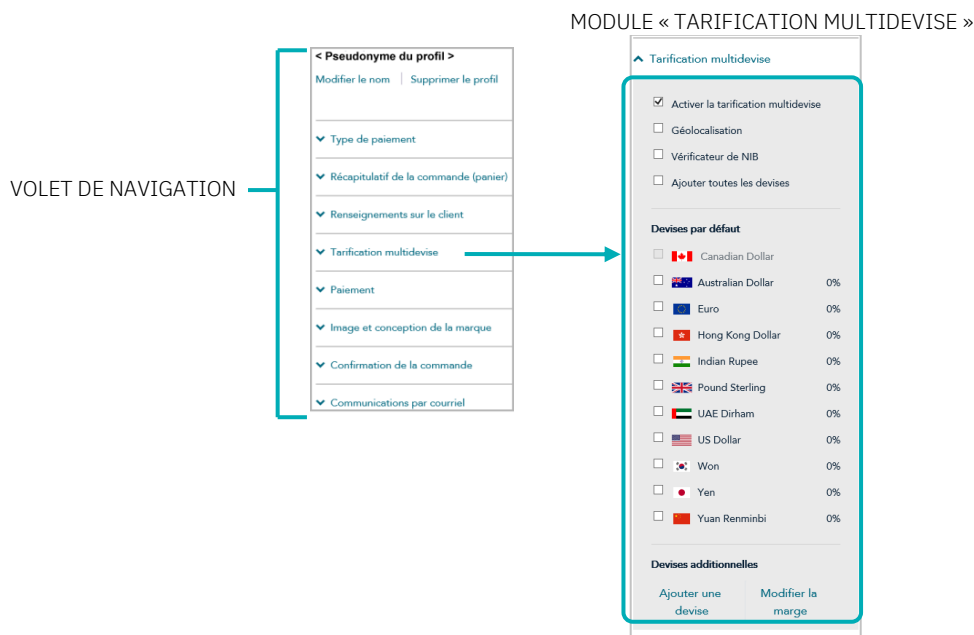 MODULE « TARIFICATION MULTIDEVISE »
VOLET DE NAVIGATION
< Pseudonyme du profil >
Modifier le nom | Supprimer le profil
Type de paiement
Récapitulatif de la commande (panier)
Renseignements sur le client
Tarification multidevise
Paiement
Image et conception de la marque
Confirmation de la commande
Communications par courriel
Tarification multidevise
Activer la tarification multidevise
Géolocalisation
Vérificateur de NIB
Ajouter toutes les devises
Devises par défaut
Canadian Dollar
Australian Dollar 0%
Euro 0%
Hong Kong Dollar 0%
Indian Rupee 0%
Pound Sterling 0%
UAE Dirham 0%
US Dollar 0%
Won 0%
Yen 0%
Yuan Renminbi 0%
Devises additionnelles
Ajouter une
devise
Modifier la
marge